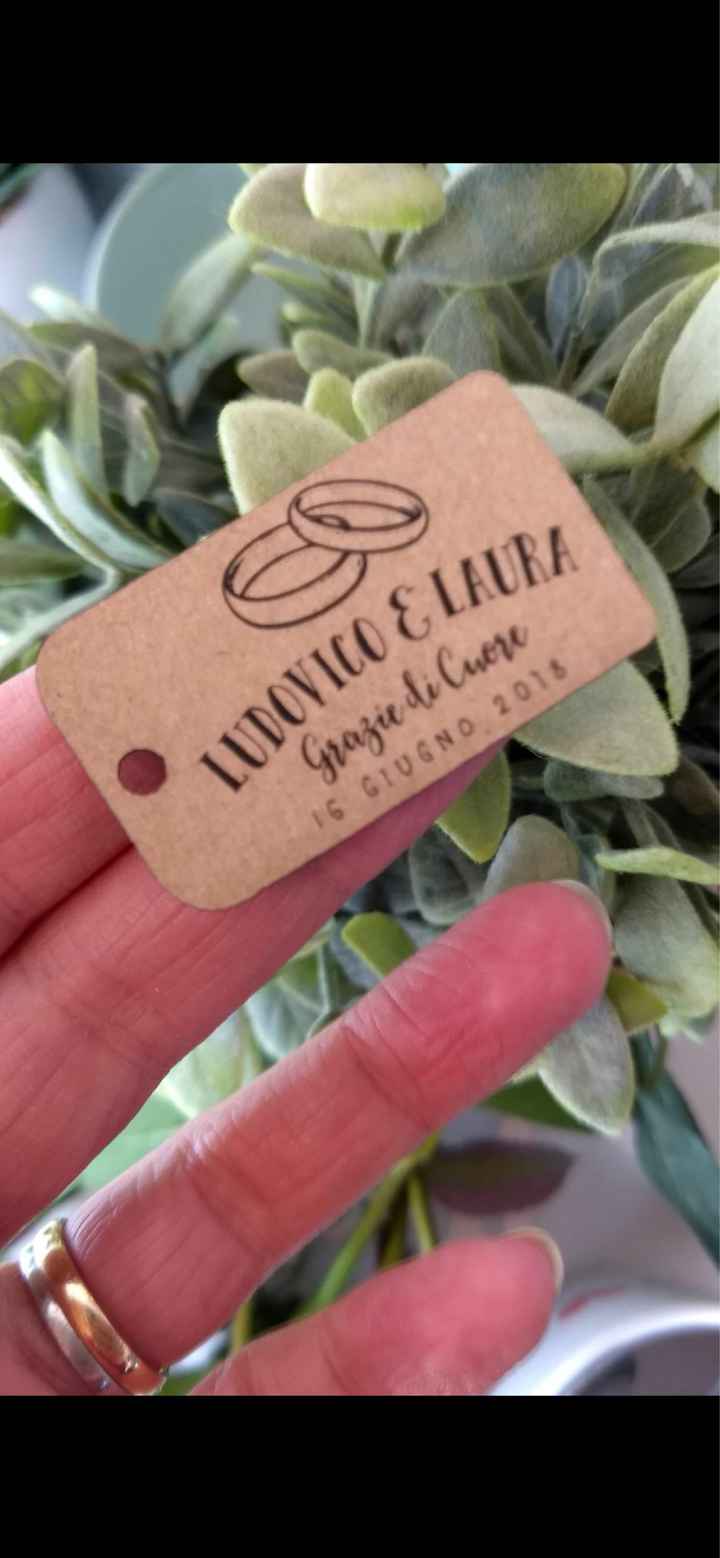 LUDOVICO & LAURA
Grazie di Cuore
16 GIUGNO 2018